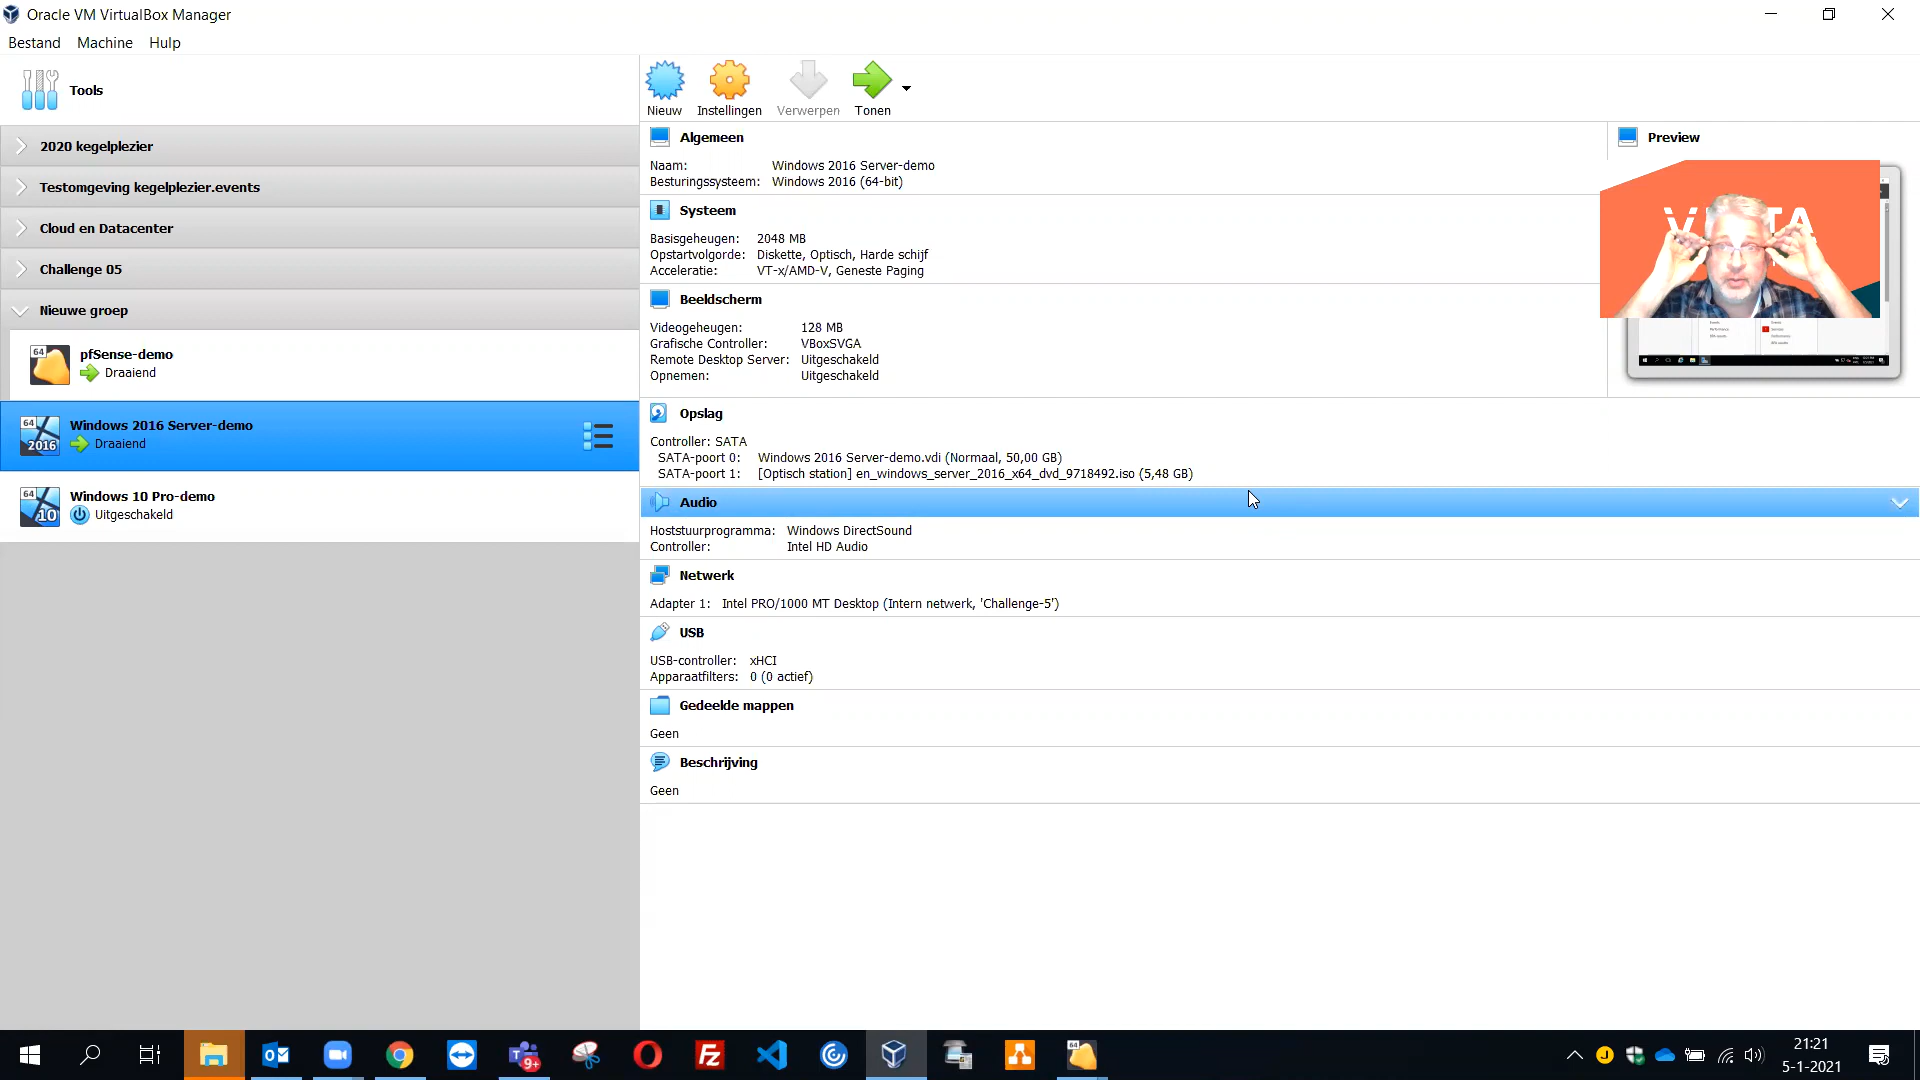 Oracle VM VirtualBox Manager
Bestand Machine Hulp
Tools
2020 kegelplezier
Testomgeving kegelplezier.events
Cloud en Datacenter
Challenge 05
Nieuwe groep
64
pfSense-demo
Draaiend
64
2016
Windows 2016 Server-demo
Draaiend
64
10
Windows 10 Pro-demo
Uitgeschakeld
Nieuw Instellingen Verwerpen Tonen
Algemeen
Naam: Windows 2016 Server-demo
Besturingssysteem: Windows 2016 (64-bit)
Systeem
Basisgeheugen: 2048 MB
Opstartvolgorde: Diskette, Optisch, Harde schijf
Acceleratie: VT-x/AMD-V, Geneste Paging
Beeldscherm
Videogeheugen: 128 MB
Grafische Controller: VBoxSVGA
Remote Desktop Server: Uitgeschakeld
Opnemen: Uitgeschakeld
Opslag
Controller: SATA
SATA-poort 0: Windows 2016 Server-demo.vdi (Normaal, 50,00 GB)
SATA-poort 1: [Optisch station] en_windows_server_2016_x64_dvd_9718492.iso (5,48 GB)
Audio
Hoststuurprogramma: Windows DirectSound
Controller: Intel HD Audio
Netwerk
Adapter 1: Intel PRO/1000 MT Desktop (Intern netwerk, 'Challenge-5')
USB
USB-controller: xHCI
Apparaatfilters: 0 (0 actief)
Gedeelde mappen
Geen
Beschrijving
Geen
Preview
9+
64
21:21
5-1-2021